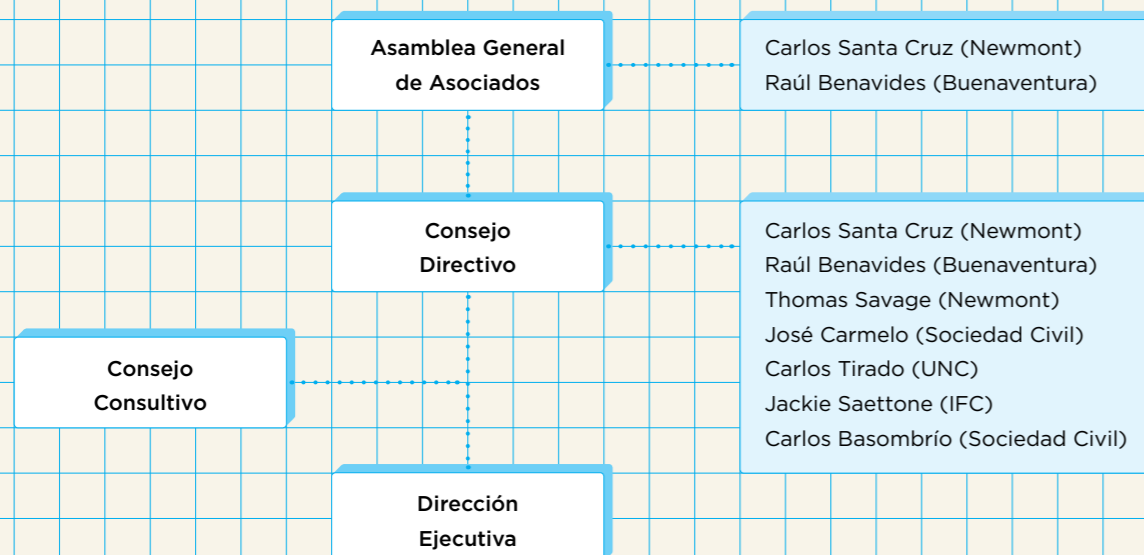 Asamblea General
de Asociados
Carlos Santa Cruz (Newmont)
Raúl Benavides (Buenaventura)
Consejo
Directivo
Carlos Santa Cruz (Newmont)
Raúl Benavides (Buenaventura)
Thomas Savage (Newmont)
José Carmelo (Sociedad Civil)
Carlos Tirado (UNC)
Jackie Saettone (IFC)
Carlos Basombrío (Sociedad Civil)
Consejo
Consultivo
Dirección
Ejecutiva